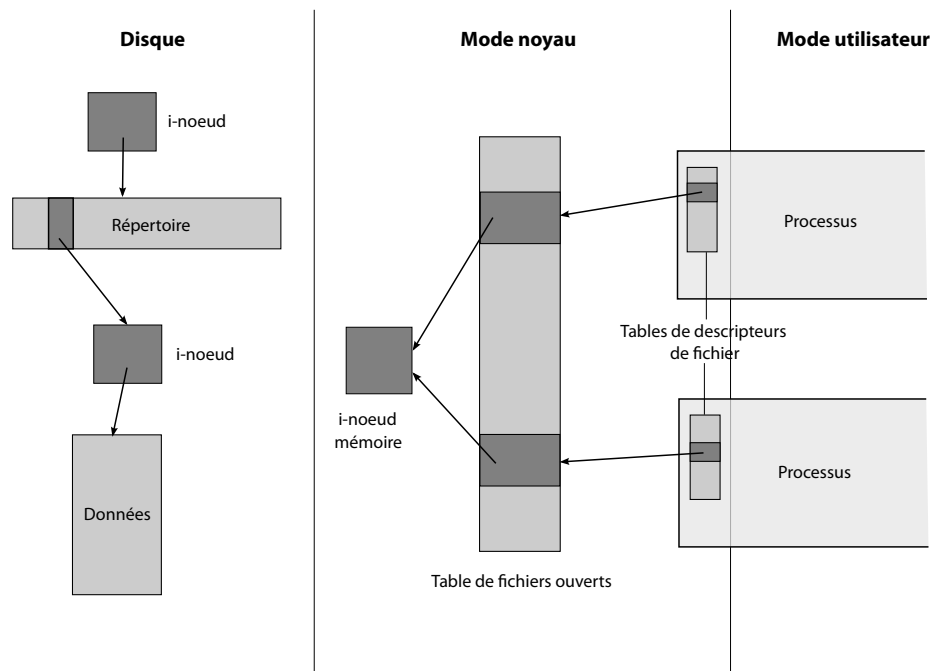 Disque
Mode noyau
Mode utilisateur
i-noeud
Répertoire
Processus
Tables de descripteurs
de fichier
i-noeud
i-noeud
mémoire
Processus
Données
Table de fichiers ouverts